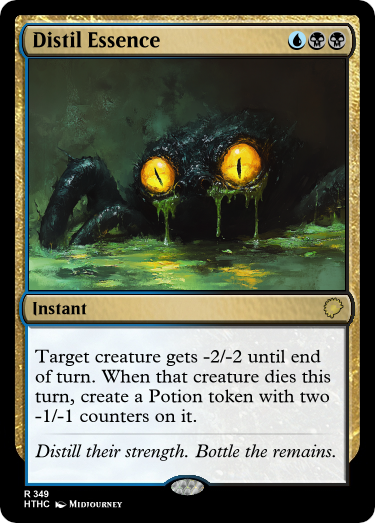 Distil Essence
Instant
Target creature gets -2/-2 until end
of turn. When that creature dies this
turn, create a Potion token with two
-1/-1 counters on it.
Distill their strength. Bottle the remains.
R 349
HTHC Midjourney